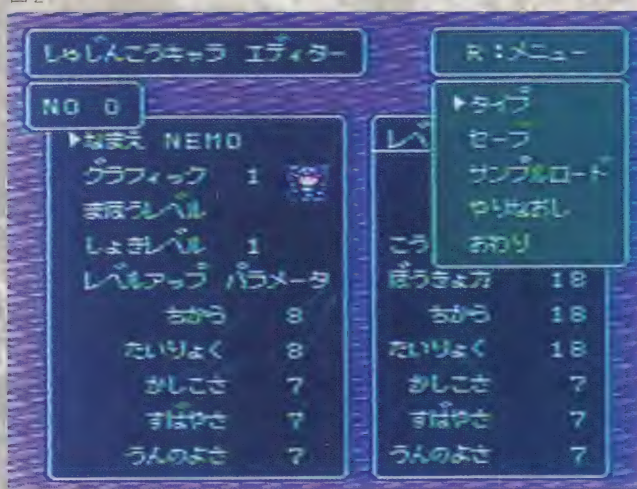 しゅじんこうキャラ エディター
R:メニュー
NO 0
▶なまえ NEMO
グラフィック 1
まほうレベル
しょきレベル 1
レベルアップ パラメータ
ちから 8
たいりょく 8
かしこさ 7
すばやさ 7
うんのよさ 7
▶タイプ
セーブ
サンプルロード
やりなおし
おわり
レベ
こう
ぼうぎょ力 18
ちから 18
たいりょく 18
かしこさ 7
すばやさ 7
うんのよさ 7